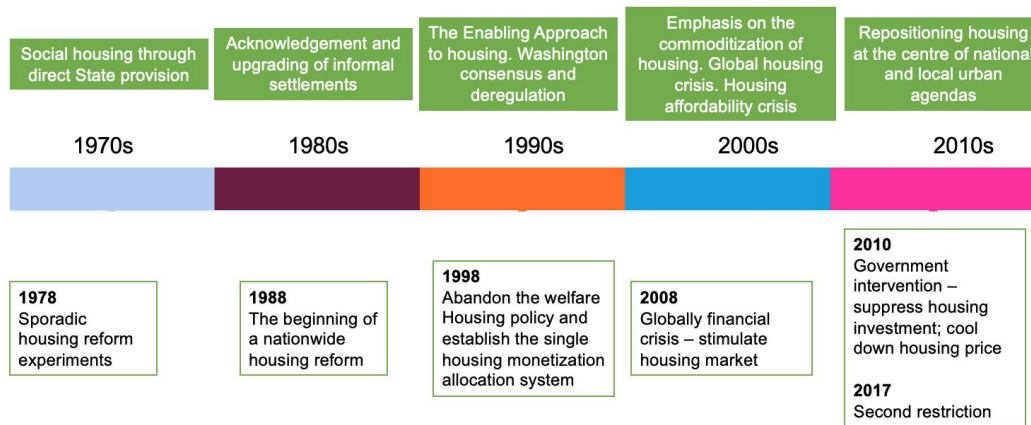 Social housing through
direct State provision
Acknowledgement and
upgrading of informal
settlements
The Enabling Approach
to housing. Washington
consensus and
deregulation
Emphasis on the
commoditization of
housing. Global housing
crisis. Housing
affordability crisis
Repositioning housing
at the centre of national
and local urban
agendas
1970s
1980s
1990s
2000s
2010s
1978
Sporadic
housing reform
experiments
1988
The beginning of
a nationwide
housing reform
1998
Abandon the welfare
Housing policy and
establish the single
housing monetization
allocation system
2008
Globally financial
crisis – stimulate
housing market
2010
Government
intervention –
suppress housing
investment; cool
down housing price
2017
Second restriction